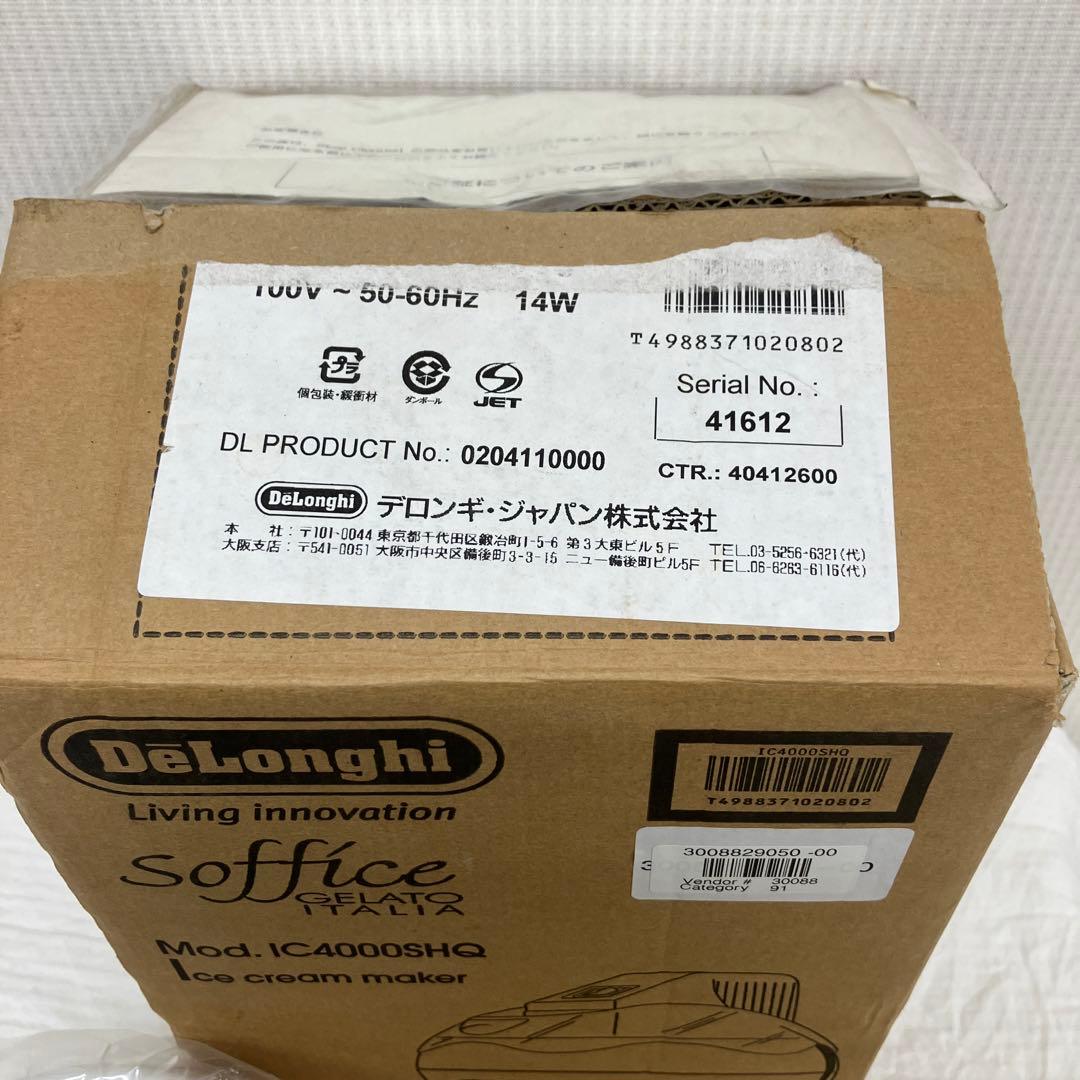 100V ~ 50-60Hz 14W
T4988371020802
プラ
個包装・緩衝材
ダンボール
JET
Serial No. :
41612
DL PRODUCT No.: 0204110000
CTR.: 40412600
DeLonghi デロンギ・ジャパン株式会社
本 社:〒101-0044 東京都千代田区鍛冶町1-5-6 第3大東ビル5F TEL.03-5256-6321(代)
大阪支店:〒541-0051 大阪市中央区備後町3-3-15 ニュー備後町ビル5F TEL.06-6263-6116(代)
DēLonghi
Living innovation
Soffice
GELATO
ITALIA
Mod. IC4000SHQ
Ice cream maker
IC4000SHQ
T4988371020802
3008829050 -00
Vendor # 30088
Category 91